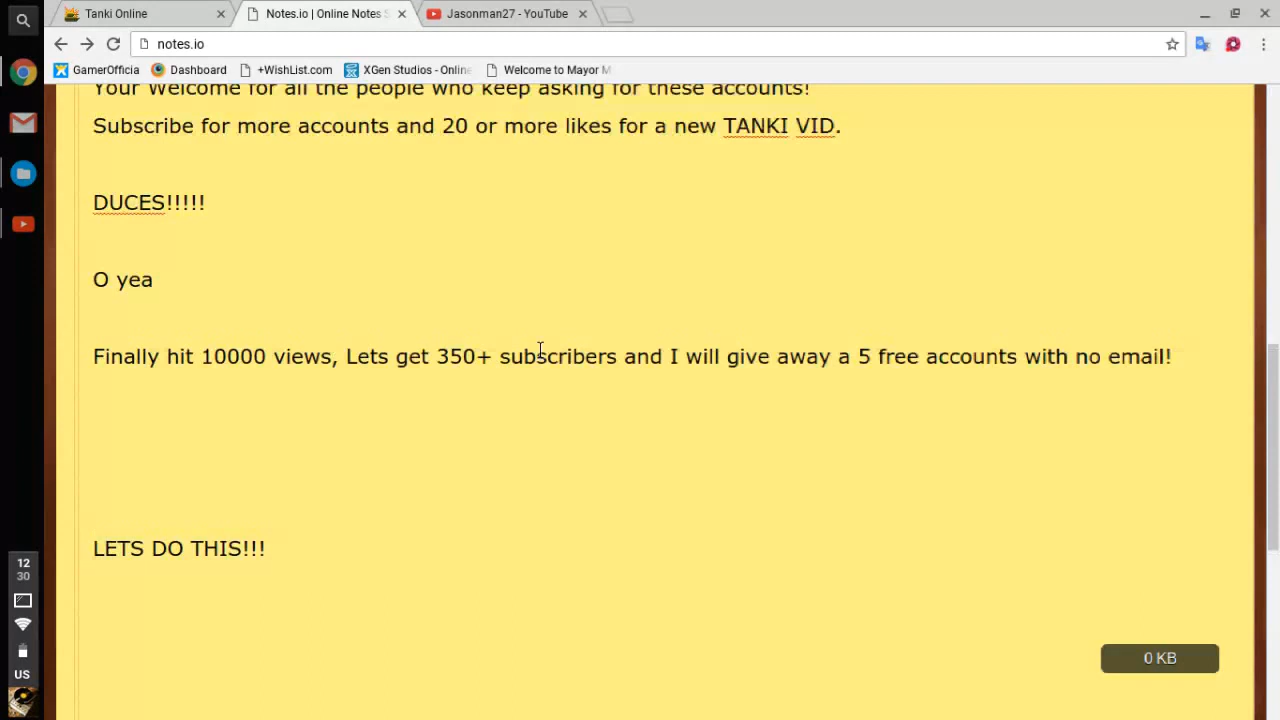 Tanki Online
Notes.io | Online Notes S
Jasonman27 - YouTube
notes.io
GamerOfficia
Dashboard
+WishList.com
XGen Studios - Online
Welcome to Mayor M
Your Welcome for all the people who keep asking for these accounts!
Subscribe for more accounts and 20 or more likes for a new TANKI VID.
DUCES!!!!!
O yea
Finally hit 10000 views, Lets get 350+ subscribers and I will give away a 5 free accounts with no email!
LETS DO THIS!!!
0 KB
12
30
US